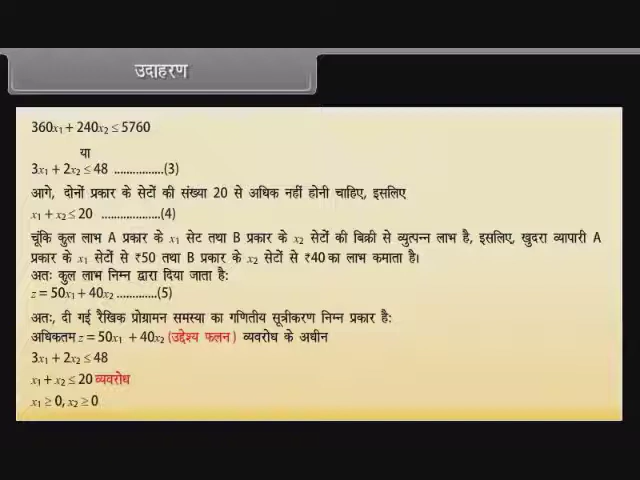 उदाहरण
360x₁ + 240x₂ ≤ 5760
या
3x₁ + 2x₂ ≤ 48 ................(3)
आगे, दोनों प्रकार के सेटों की संख्या 20 से अधिक नहीं होनी चाहिए, इसलिए
x₁ + x₂ ≤ 20 ...................(4)
चूंकि कुल लाभ A प्रकार के x₁ सेट तथा B प्रकार के x₂ सेटों की बिक्री से व्युत्पन्न लाभ है, इसलिए, खुदरा व्यापारी A
प्रकार के x₁ सेटों से ₹50 तथा B प्रकार के x₂ सेटों से ₹40 का लाभ कमाता है।
अतः कुल लाभ निम्न द्वारा दिया जाता है:
z = 50x₁ + 40x₂ .............(5)
अतः, दी गई रैखिक प्रोग्रामन समस्या का गणितीय सूत्रीकरण निम्न प्रकार है:
अधिकतम z = 50x₁ + 40x₂ (उद्देश्य फलन) व्यवरोध के अधीन
3x₁ + 2x₂ ≤ 48
x₁ + x₂ ≤ 20 व्यवरोध
x₁ ≥ 0, x₂ ≥ 0